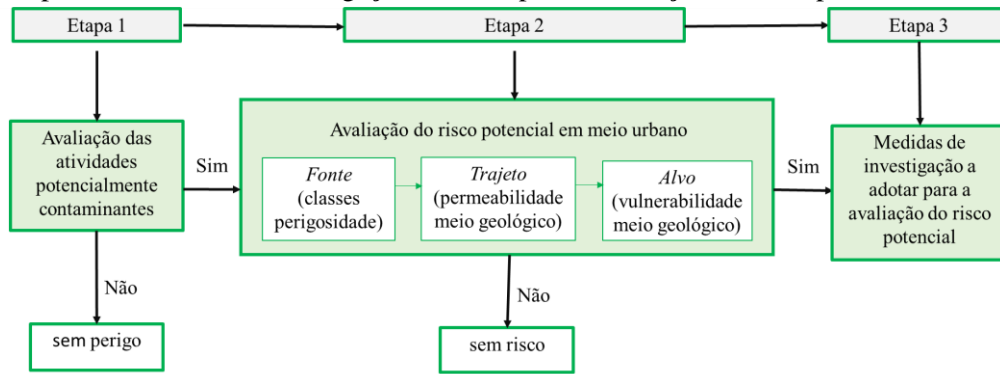 Etapa 1
Etapa 2
Etapa 3
Avaliação das
atividades
potencialmente
contaminantes
Sim
Avaliação do risco potencial em meio urbano
Fonte
(classes
perigosidade)
Trajeto
(permeabilidade
meio geológico)
Alvo
(vulnerabilidade
meio geológico)
Sim
Medidas de
investigação a
adotar para a
avaliação do risco
potencial
Não
sem perigo
Não
sem risco